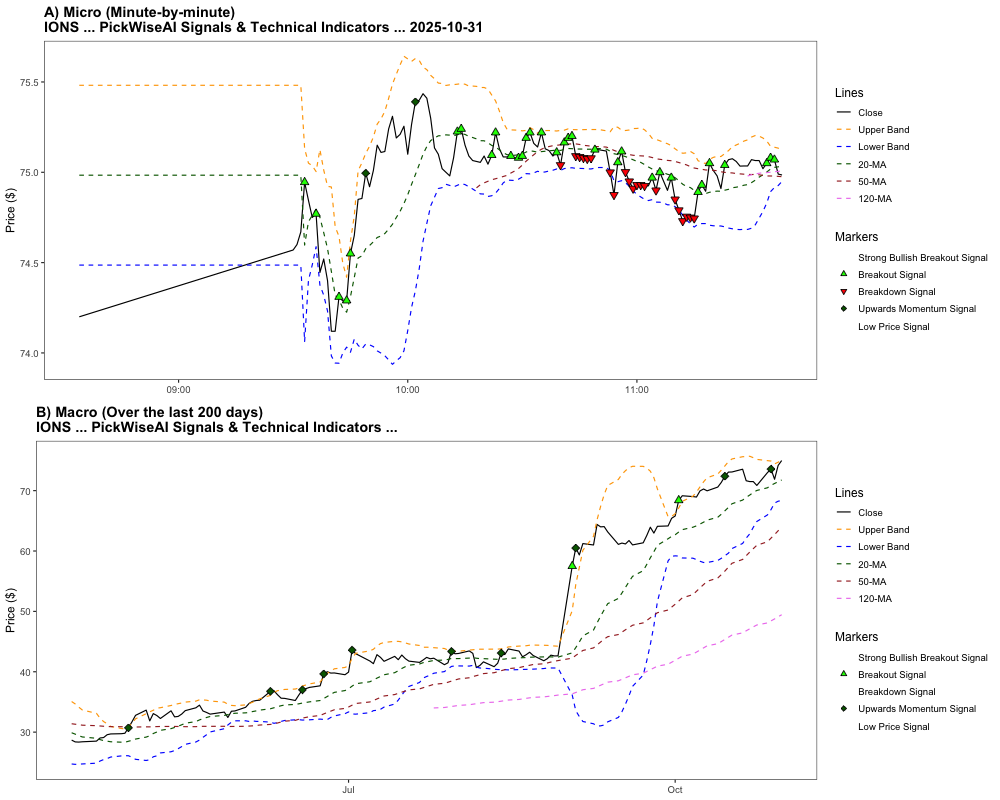 A) Micro (Minute-by-minute)
IONS ... PickWiseAI Signals & Technical Indicators ... 2025-10-31
75.5
75.0
74.5
74.0
Price ($)
09:00
10:00
11:00
Lines
Close
Upper Band
Lower Band
20-MA
50-MA
120-MA
Markers
Strong Bullish Breakout Signal
Breakout Signal
Breakdown Signal
Upwards Momentum Signal
Low Price Signal
B) Macro (Over the last 200 days)
IONS ... PickWiseAI Signals & Technical Indicators ...
70
60
50
40
30
Price ($)
Jul
Oct
Lines
Close
Upper Band
Lower Band
20-MA
50-MA
120-MA
Markers
Strong Bullish Breakout Signal
Breakout Signal
Breakdown Signal
Upwards Momentum Signal
Low Price Signal